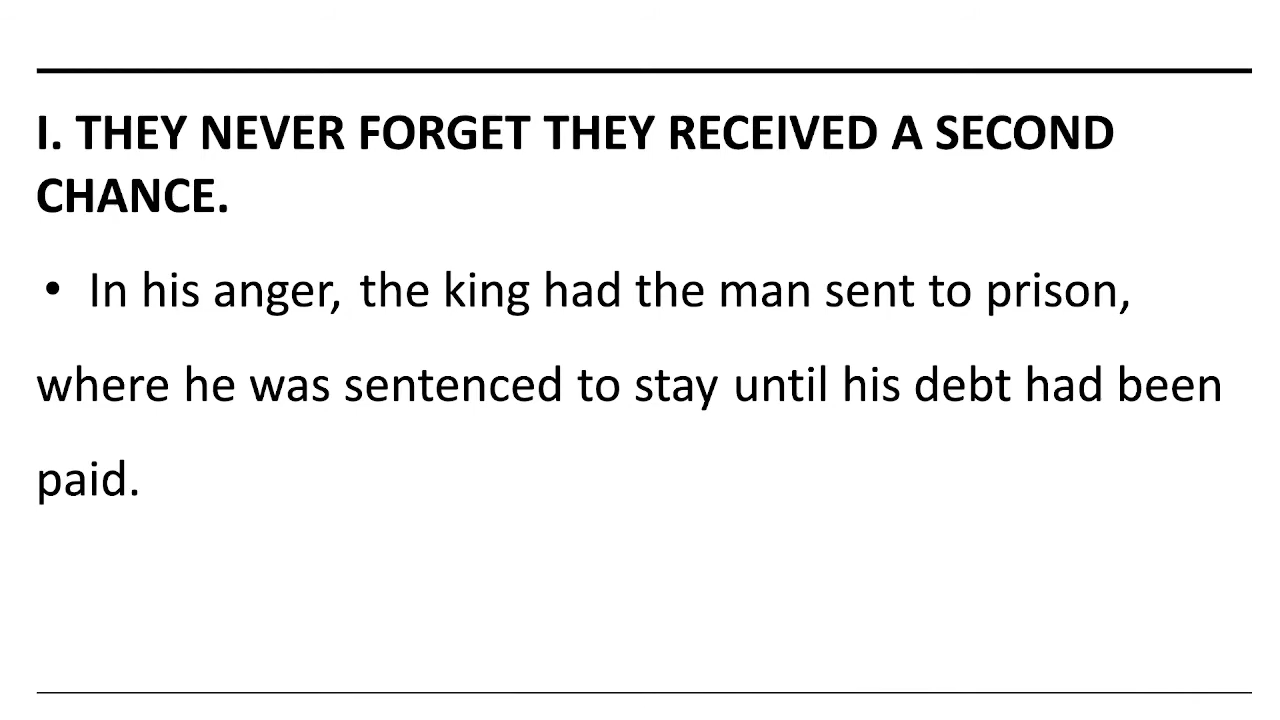 I. THEY NEVER FORGET THEY RECEIVED A SECOND
CHANCE.
• In his anger, the king had the man sent to prison,
where he was sentenced to stay until his debt had been
paid.